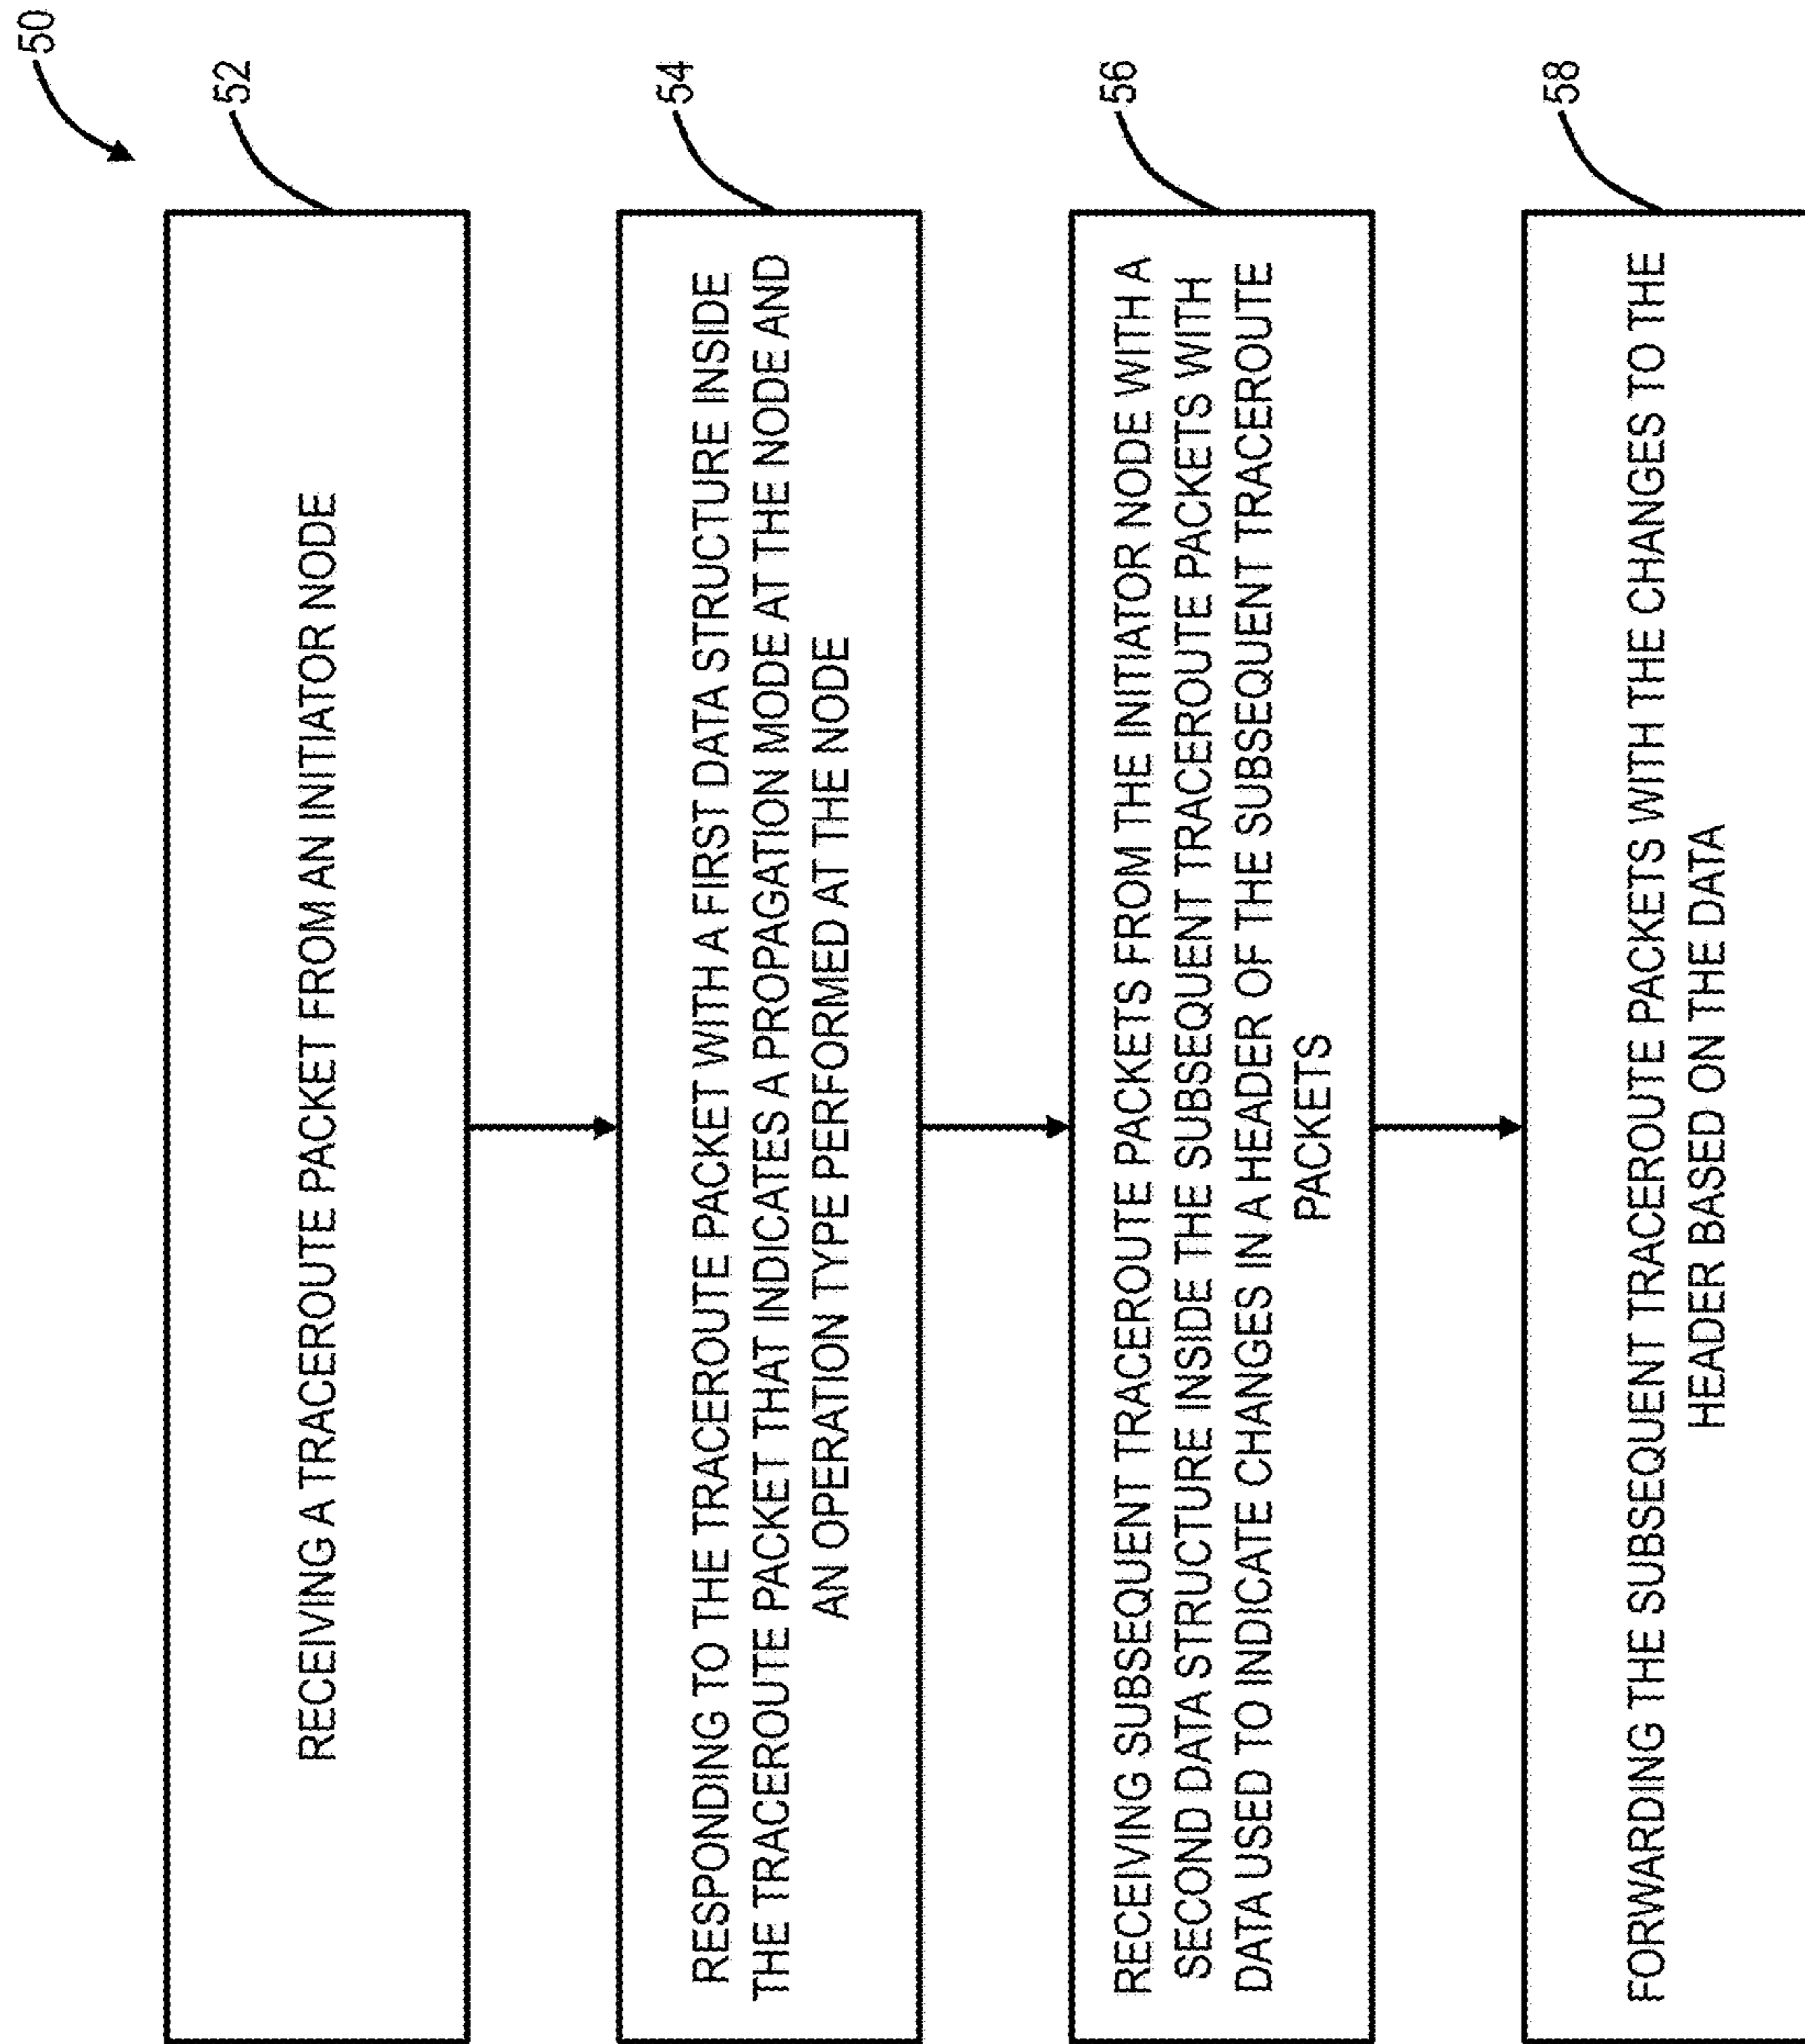 50
52
RECEIVING A TRACEROUTE PACKET FROM AN INITIATOR NODE
54
RESPONDING TO THE TRACEROUTE PACKET WITH A FIRST DATA STRUCTURE INSIDE
THE TRACEROUTE PACKET THAT INDICATES A PROPAGATION MODE AT THE NODE AND
AN OPERATION TYPE PERFORMED AT THE NODE
56
RECEIVING SUBSEQUENT TRACEROUTE PACKETS FROM THE INITIATOR NODE WITH A
SECOND DATA STRUCTURE INSIDE THE SUBSEQUENT TRACEROUTE PACKETS WITH
DATA USED TO INDICATE CHANGES IN A HEADER OF THE SUBSEQUENT TRACEROUTE
PACKETS
58
FORWARDING THE SUBSEQUENT TRACEROUTE PACKETS WITH THE CHANGES TO THE
HEADER BASED ON THE DATA